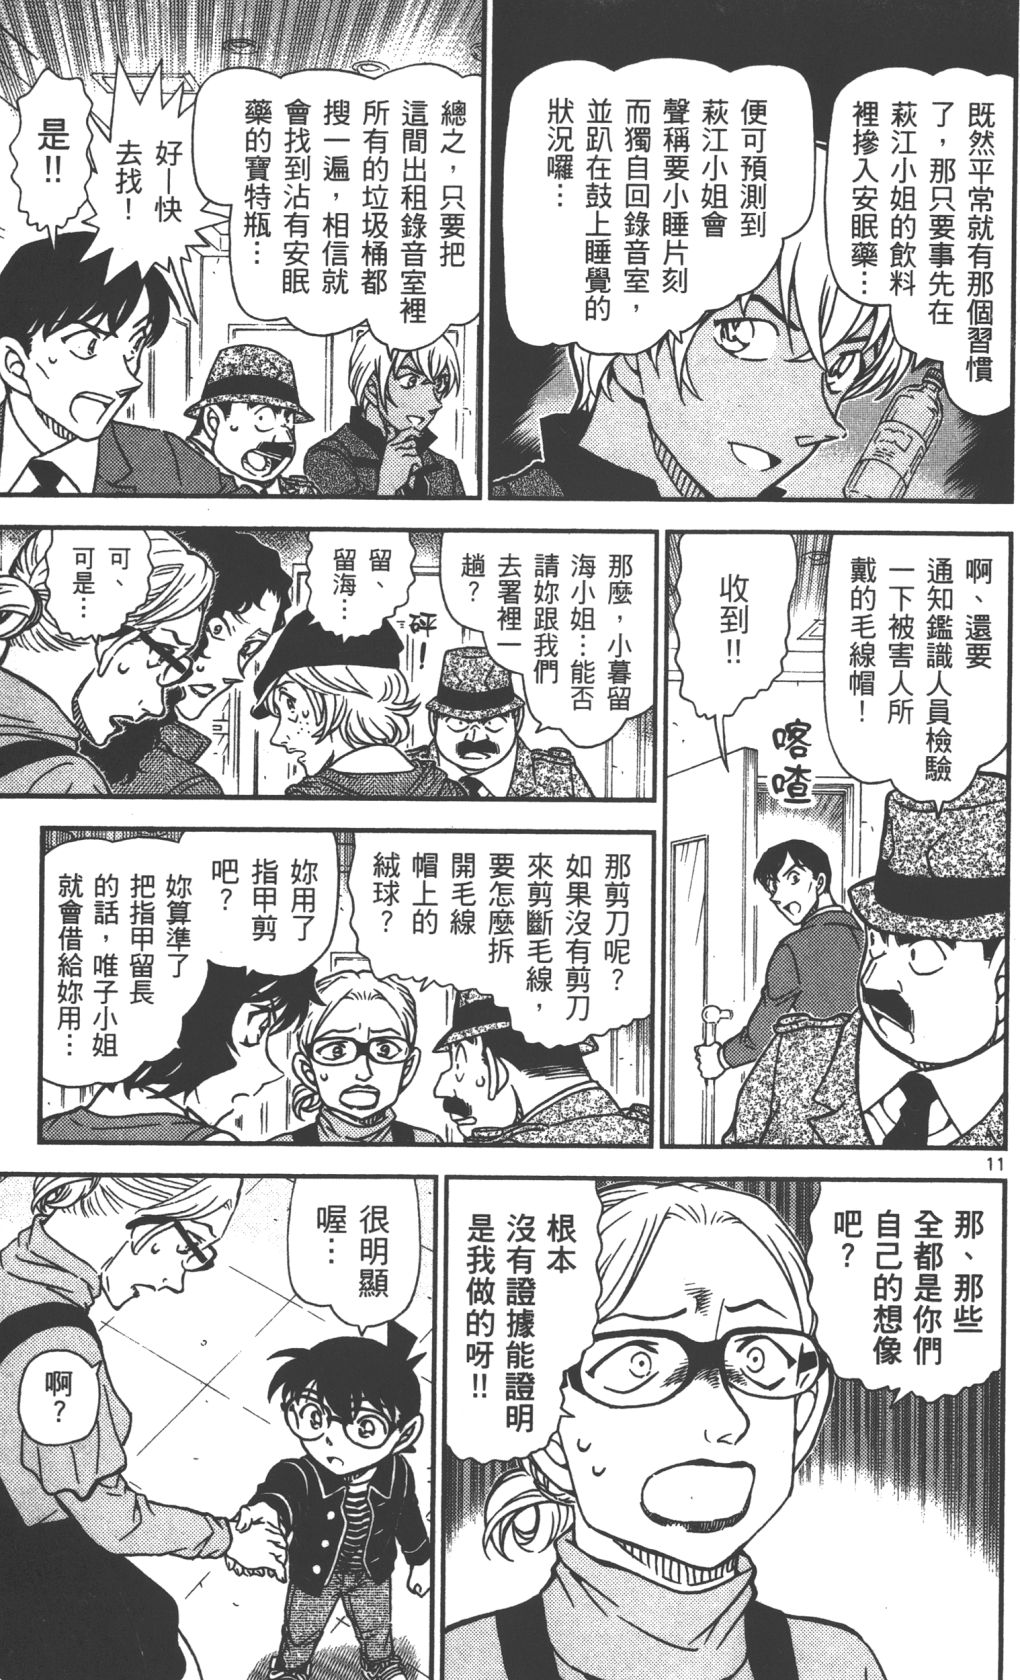 既然平常就有那個習慣
了，那只要事先在
萩江小姐的飲料
裡摻入安眠藥…
便可預測到
萩江小姐會
聲稱要小睡片刻
而獨自回錄音室，
並趴在鼓上睡覺的
狀況囉…
總之，只要把
這間出租錄音室裡
所有的垃圾桶都
搜一遍，相信就
會找到沾有安眠
藥的寶特瓶…
好—快
去找！
是!!
啊、還要
通知鑑識人員檢驗
一下被害人所
戴的毛線帽！
收到!!
喀喳
那麼，小暮留
海小姐…能否
請妳跟我們
去署裡一
趟？
砰！
留、
留海…
可、
可是…
那剪刀呢？
如果沒有剪刀
來剪斷毛線，
要怎麼拆
開毛線
帽上的
絨球？
妳用了
指甲剪
吧？
妳算準了
把指甲留長
的話，唯子小姐
就會借給妳用…
11
那、那些
全都是你們
自己的想像
吧？
根本
沒有證據能證明
是我做的呀!!
很明顯
喔…
啊？